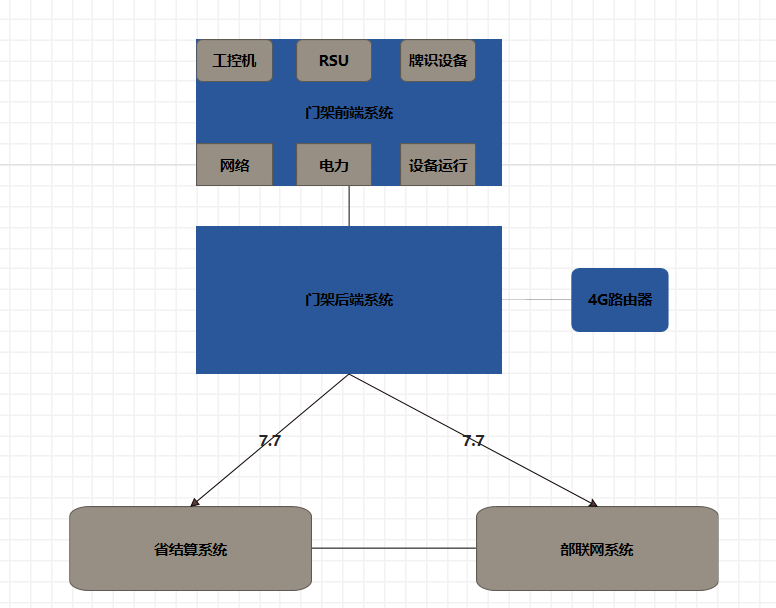 工控机
RSU
牌识设备
门架前端系统
网络
电力
设备运行
门架后端系统
4G路由器
7.7
7.7
省结算系统
部联网系统